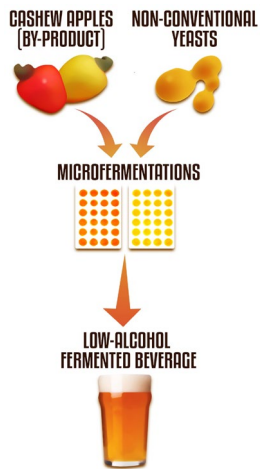 CASHEW APPLES
(BY-PRODUCT)
NON-CONVENTIONAL
YEASTS
MICROFERMENTATIONS
LOW-ALCOHOL
FERMENTED BEVERAGE